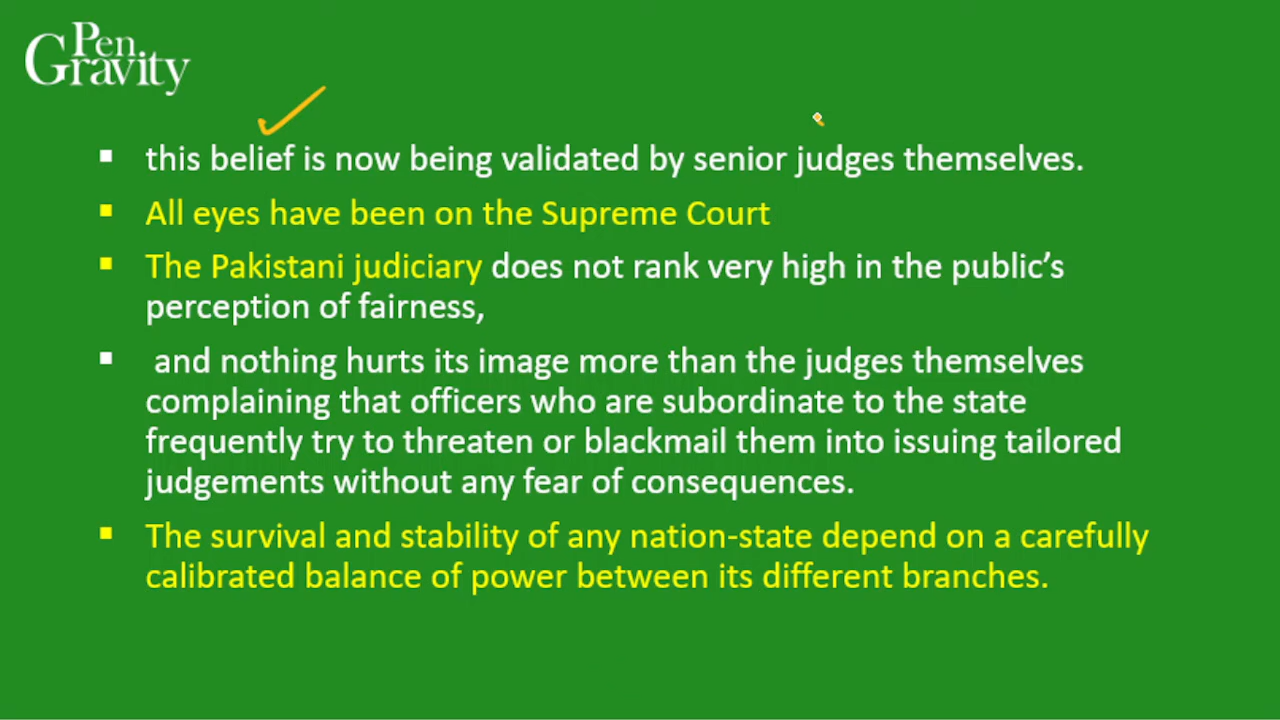 Pen
Gravity
▪ this belief is now being validated by senior judges themselves.
▪ All eyes have been on the Supreme Court
▪ The Pakistani judiciary does not rank very high in the public's
perception of fairness,
▪ and nothing hurts its image more than the judges themselves
complaining that officers who are subordinate to the state
frequently try to threaten or blackmail them into issuing tailored
judgements without any fear of consequences.
▪ The survival and stability of any nation-state depend on a carefully
calibrated balance of power between its different branches.